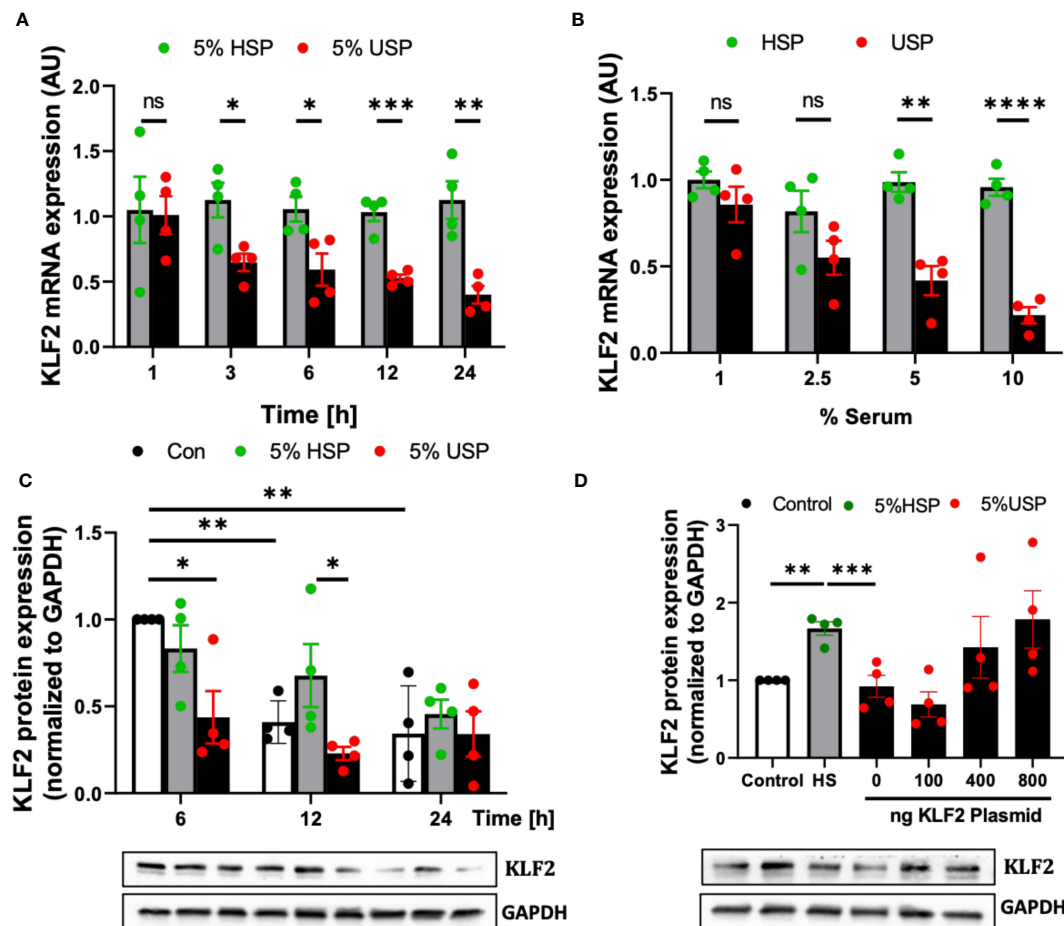 A
5% HSP 5% USP
KLF2 mRNA expression (AU)
ns * * *** **
2.0
1.5
1.0
0.5
0.0
1 3 6 12 24
Time [h]
B
HSP USP
KLF2 mRNA expression (AU)
ns ns ** ****
1.5
1.0
0.5
0.0
1 2.5 5 10
% Serum
C
Con 5% HSP 5% USP
KLF2 protein expression
(normalized to GAPDH)
**
**
* *
1.0
0.5
0.0
6 12 24 Time [h]
KLF2
GAPDH
D
Control 5%HSP 5%USP
KLF2 protein expression
(normalized to GAPDH)
** ***
3
2
1
0
Control HS 0 100 400 800
ng KLF2 Plasmid
KLF2
GAPDH